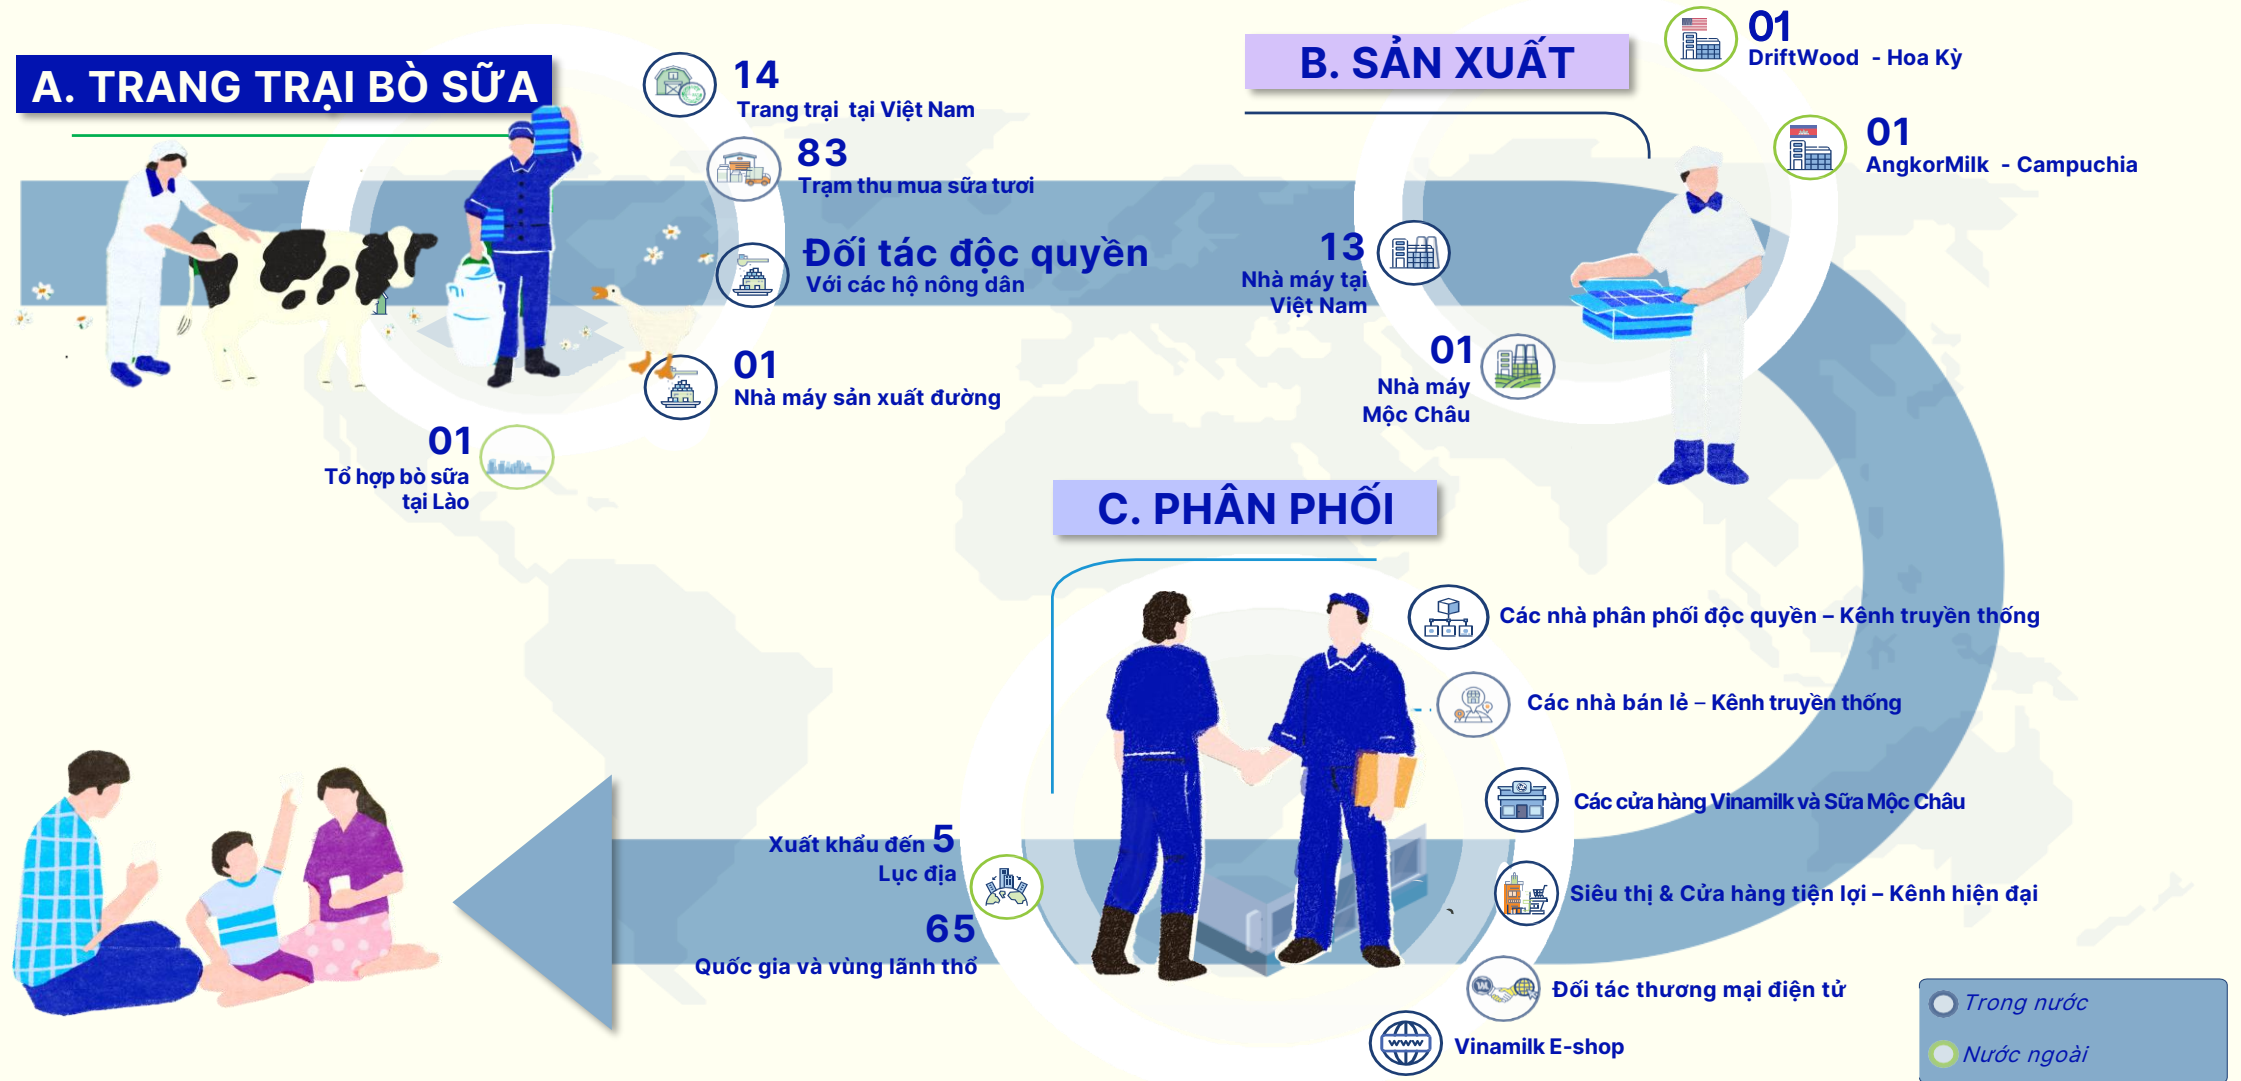 A. TRANG TRẠI BÒ SỮA
14
Trang trại tại Việt Nam
83
Trạm thu mua sữa tươi
Đối tác độc quyền
Với các hộ nông dân
01
Nhà máy sản xuất đường
01
Tổ hợp bò sữa
tại Lào
B. SẢN XUẤT
01
DriftWood - Hoa Kỳ
01
AngkorMilk - Campuchia
13
Nhà máy tại
Việt Nam
01
Nhà máy
Mộc Châu
C. PHÂN PHỐI
Các nhà phân phối độc quyền – Kênh truyền thống
Các nhà bán lẻ – Kênh truyền thống
Các cửa hàng Vinamilk và Sữa Mộc Châu
Siêu thị & Cửa hàng tiện lợi – Kênh hiện đại
Đối tác thương mại điện tử
www
Vinamilk E-shop
Xuất khẩu đến 5
Lục địa
65
Quốc gia và vùng lãnh thổ
Trong nước
Nước ngoài